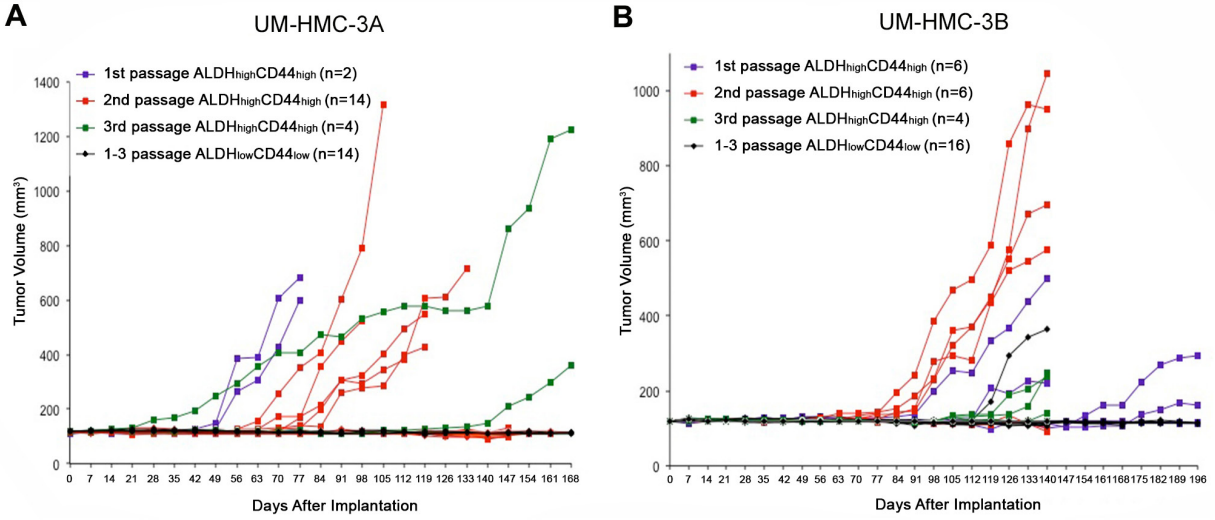 A
UM-HMC-3A
1st passage ALDHhighCD44high (n=2)
2nd passage ALDHhighCD44high (n=14)
3rd passage ALDHhighCD44high (n=4)
1-3 passage ALDHlowCD44low (n=14)
Tumor Volume (mm³)
1400
1200
1000
800
600
400
200
0
0 7 14 21 28 35 42 49 56 63 70 77 84 91 98 105 112 119 126 133 140 147 154 161 168
Days After Implantation
B
UM-HMC-3B
1st passage ALDHhighCD44high (n=6)
2nd passage ALDHhighCD44high (n=6)
3rd passage ALDHhighCD44high (n=4)
1-3 passage ALDHlowCD44low (n=16)
Tumor Volume (mm³)
1000
800
600
400
200
0
0 7 14 21 28 35 42 49 56 63 70 77 84 91 98 105 112 119 126 133 140 147 154 161 168 175 182 189 196
Days After Implantation